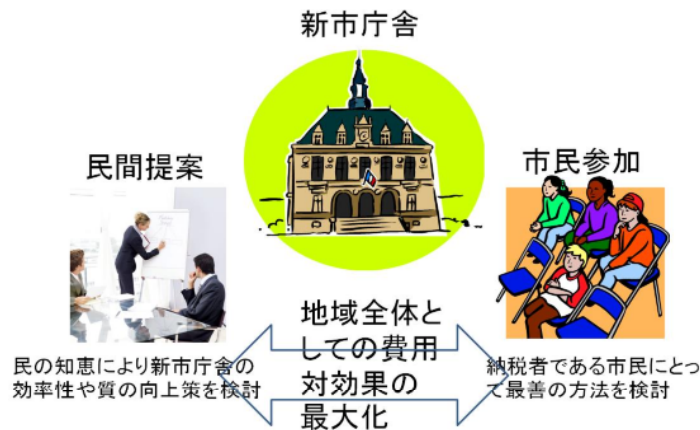 新市庁舎
民間提案
市民参加
地域全体と
しての費用
対効果の
最大化
民の知恵により新市庁舎の
効率性や質の向上策を検討
納税者である市民にとっ
て最善の方法を検討